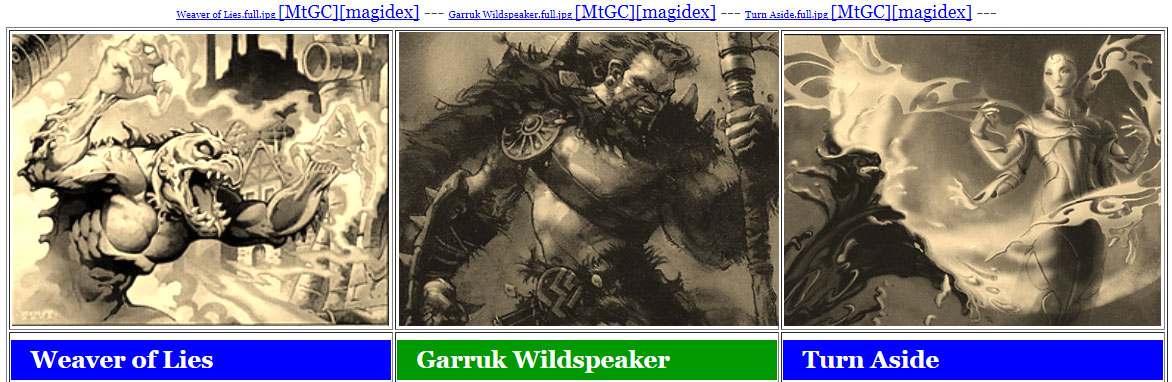 Weaver of Lies.full.jpg [MtGC][magidex] --- Garruk Wildspeaker.full.jpg [MtGC][magidex] --- Turn Aside.full.jpg [MtGC][magidex] ---
Weaver of Lies
Garruk Wildspeaker
Turn Aside